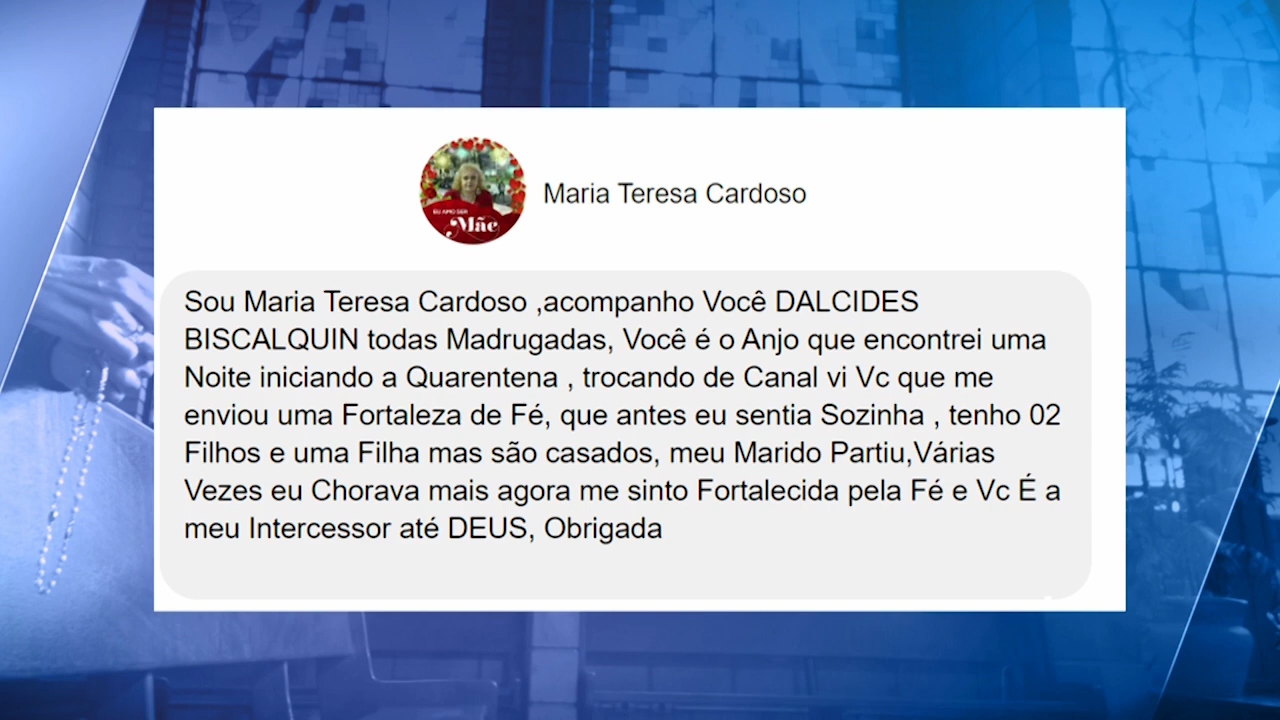 EU AMO SER
Mãe
Maria Teresa Cardoso
Sou Maria Teresa Cardoso ,acompanho Você DALCIDES
BISCALQUIN todas Madrugadas, Você é o Anjo que encontrei uma
Noite iniciando a Quarentena , trocando de Canal vi Vc que me
enviou uma Fortaleza de Fé, que antes eu sentia Sozinha , tenho 02
Filhos e uma Filha mas são casados, meu Marido Partiu,Várias
Vezes eu Chorava mais agora me sinto Fortalecida pela Fé e Vc É a
meu Intercessor até DEUS, Obrigada